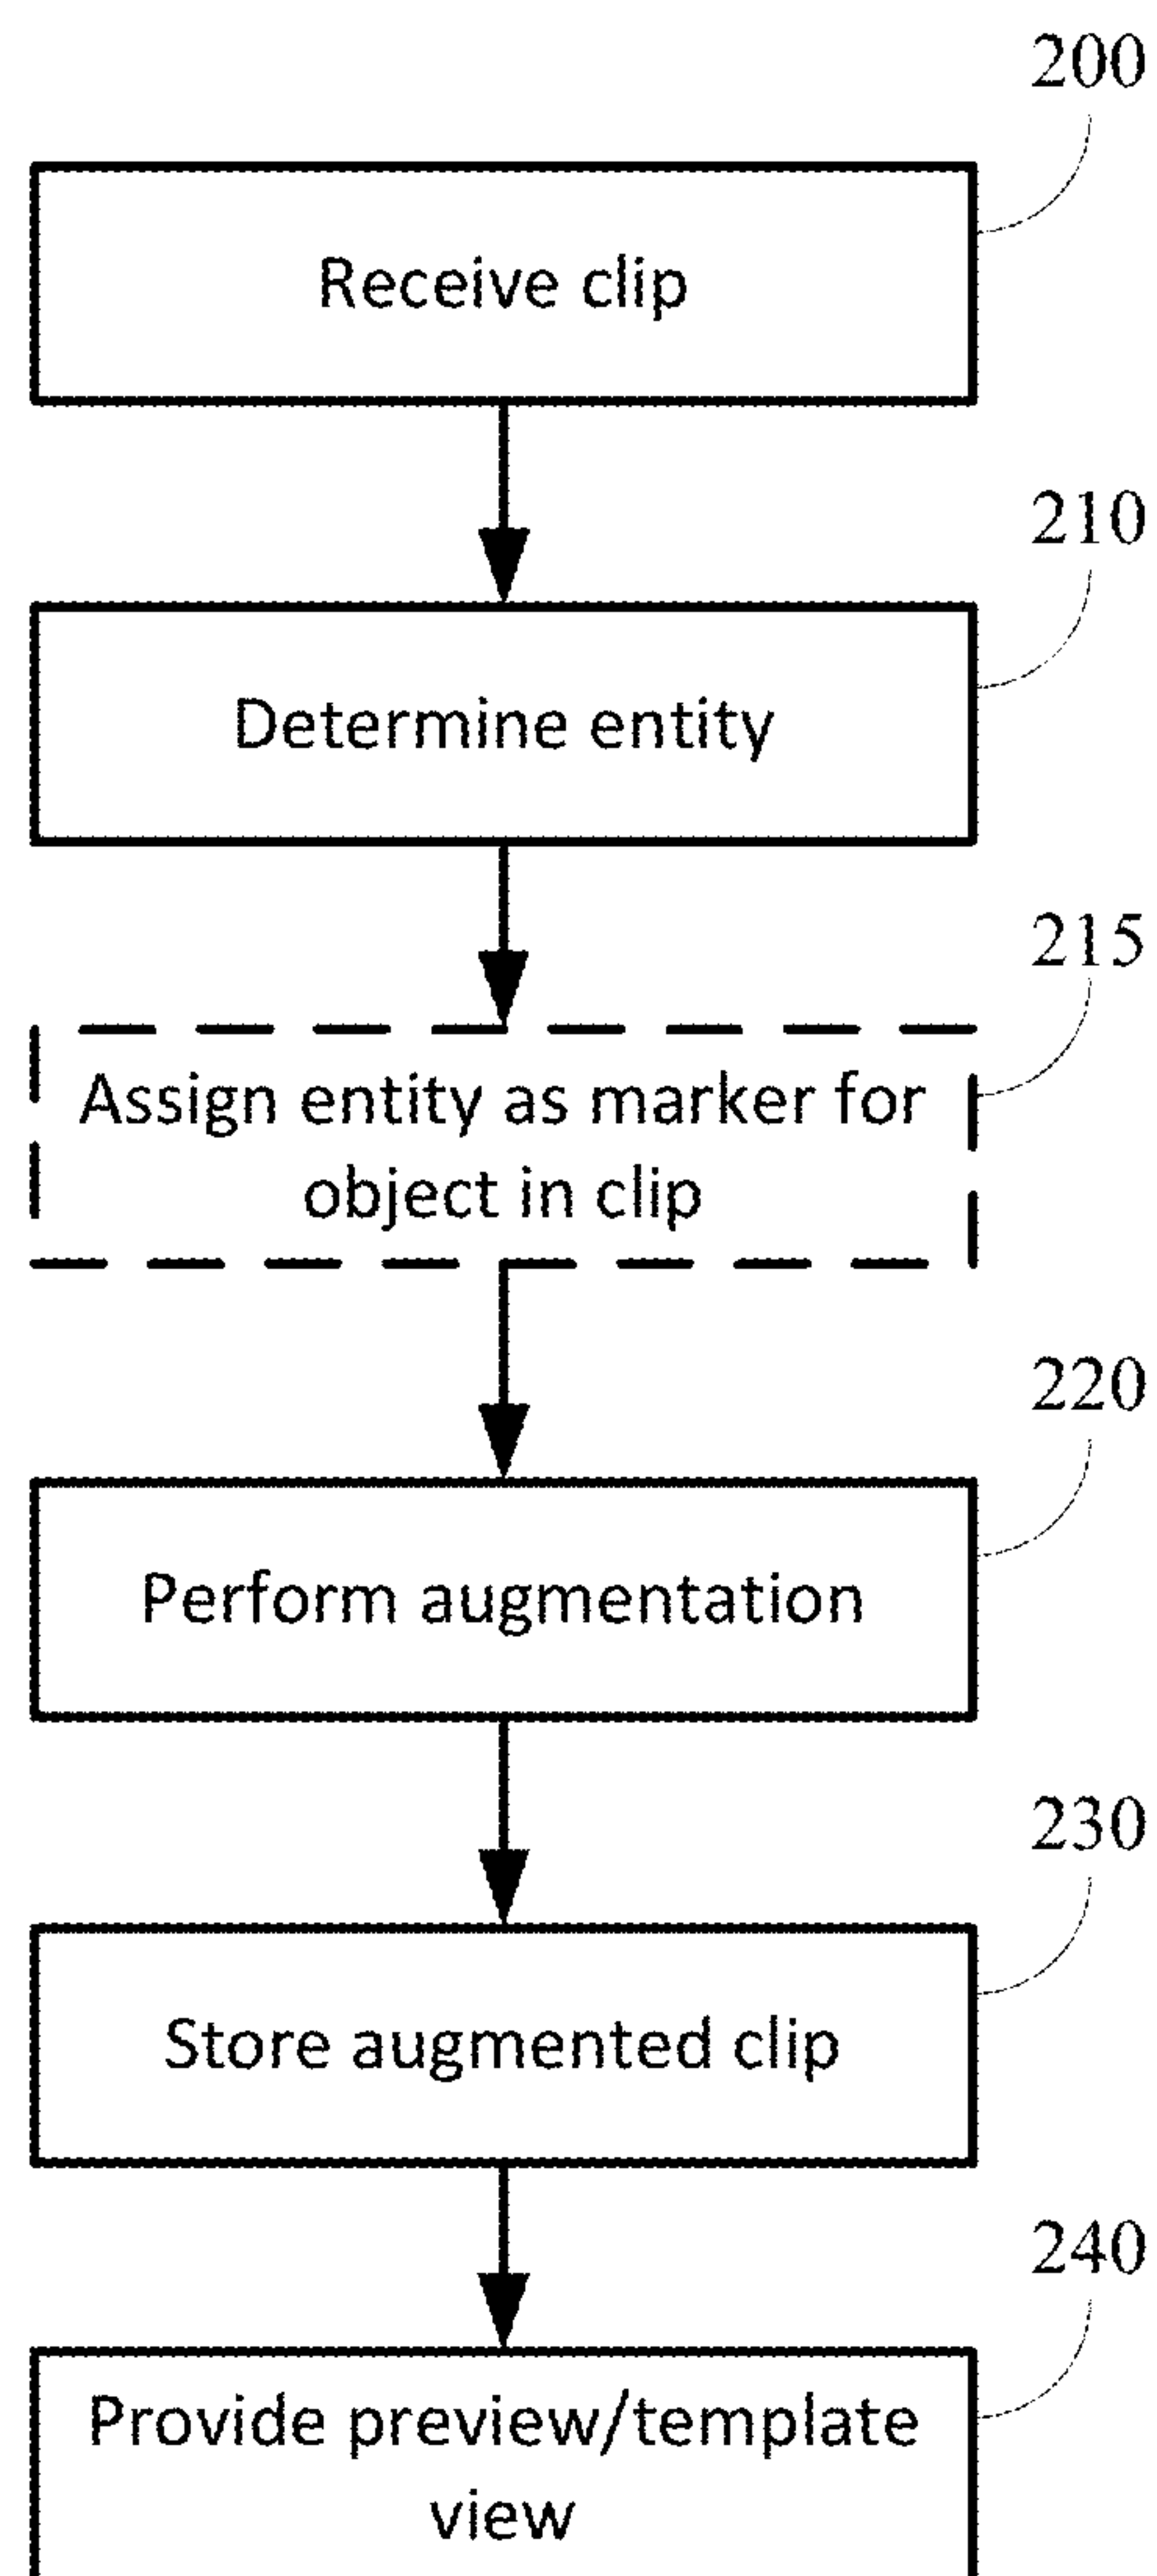 200
Receive clip
210
Determine entity
215
Assign entity as marker for
object in clip
220
Perform augmentation
230
Store augmented clip
240
Provide preview/template
view